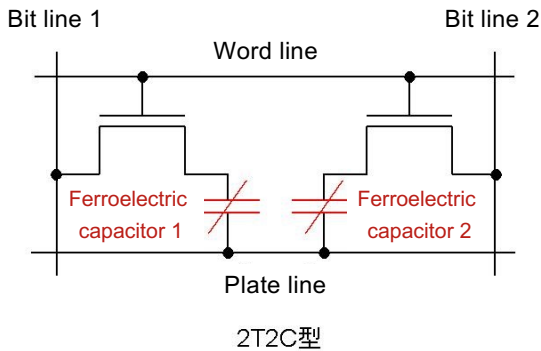 Bit line 1
Bit line 2
Word line
Ferroelectric
capacitor 1
Ferroelectric
capacitor 2
Plate line
2T2C型